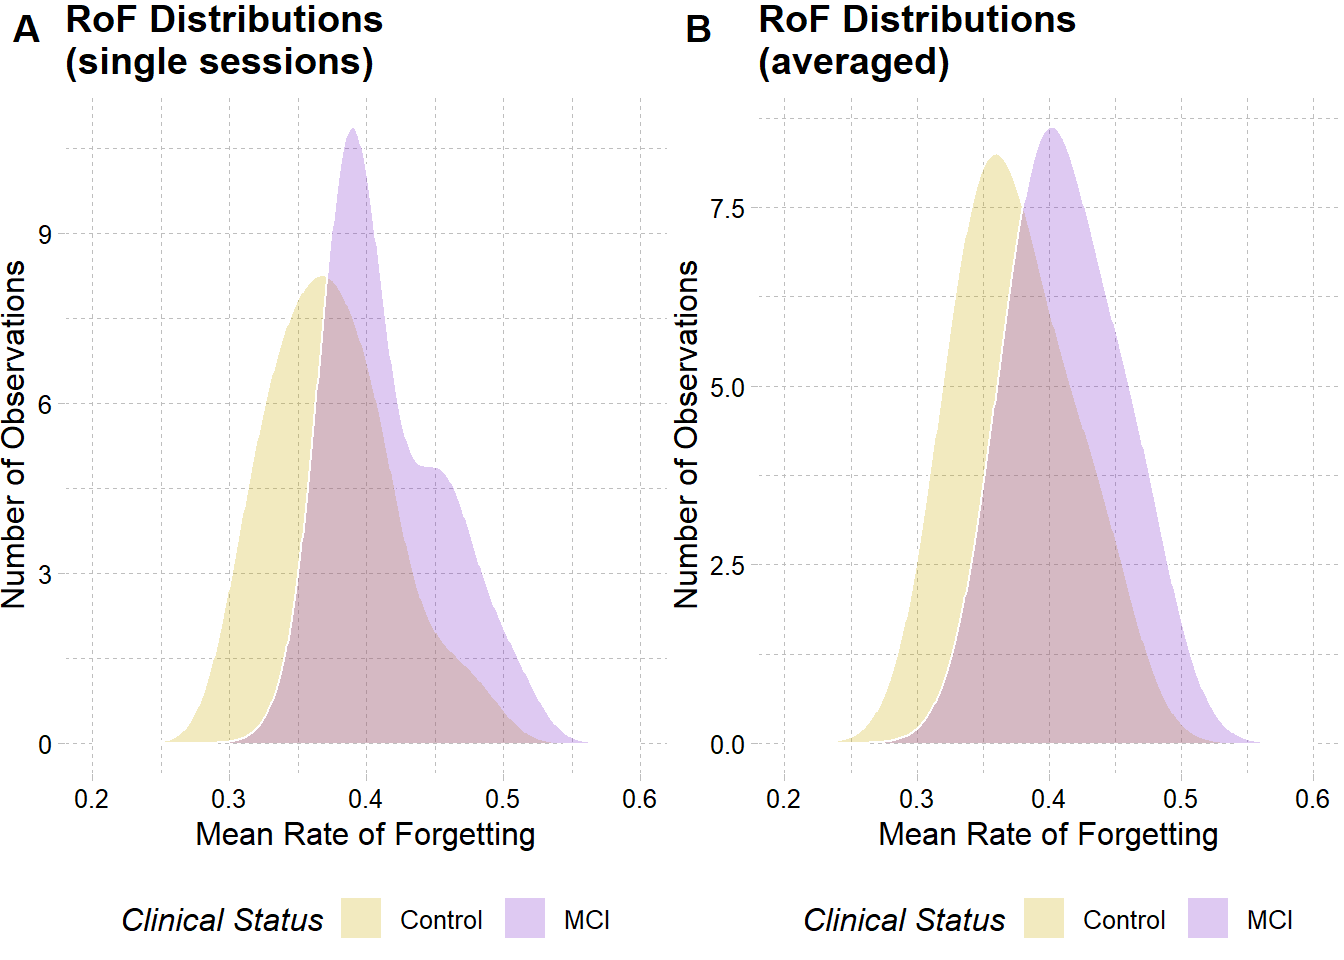 A
RoF Distributions
(single sessions)
Number of Observations
9
6
3
0
0.2 0.3 0.4 0.5 0.6
Mean Rate of Forgetting
Clinical Status Control MCI
B
RoF Distributions
(averaged)
Number of Observations
7.5
5.0
2.5
0.0
0.2 0.3 0.4 0.5 0.6
Mean Rate of Forgetting
Clinical Status Control MCI